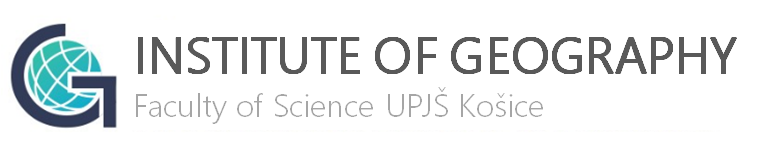 INSTITUTE OF GEOGRAPHY
Faculty of Science UPJŠ Košice